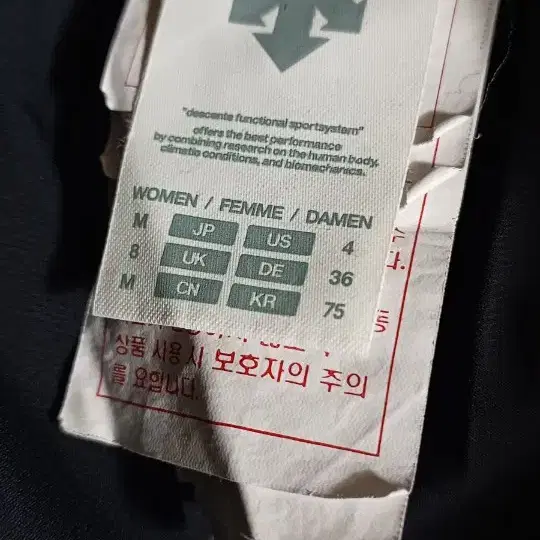 "descente functional sportsystem"
offers the best performance
by combining research on the human body,
climatic conditions, and biomechanics.
WOMEN / FEMME / DAMEN
M JP US 4
8 UK DE 36
M CN KR 75
다.
상품 사용시 보호자의 주의
를 요합니다.